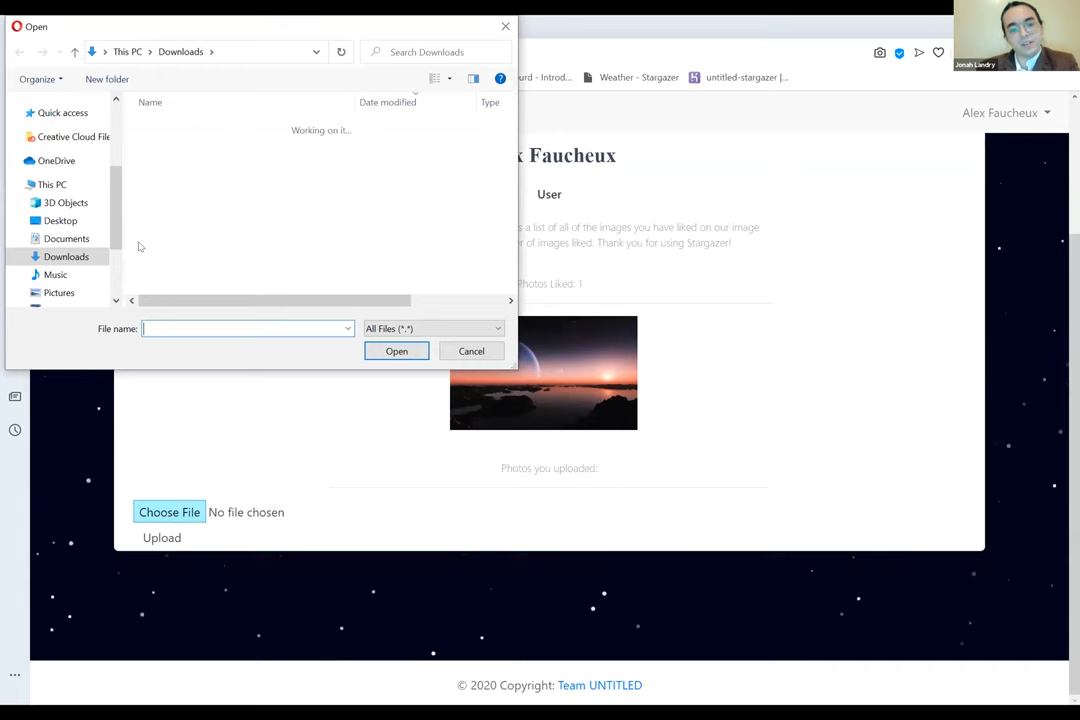 Open
This PC > Downloads >
Search Downloads
Organize
New folder
Name
Date modified
Type
Working on it...
Quick access
Creative Cloud File
OneDrive
This PC
3D Objects
Desktop
Documents
Downloads
Music
Pictures
File name:
All Files (*.*)
Open
Cancel
Jonah Landry
urd - Introd...
Weather - Stargazer
untitled-stargazer |...
Alex Faucheux
x Faucheux
User
s a list of all of the images you have liked on our image
r of images liked. Thank you for using Stargazer!
Photos Liked: 1
Photos you uploaded:
Choose File No file chosen
Upload
© 2020 Copyright: Team UNTITLED